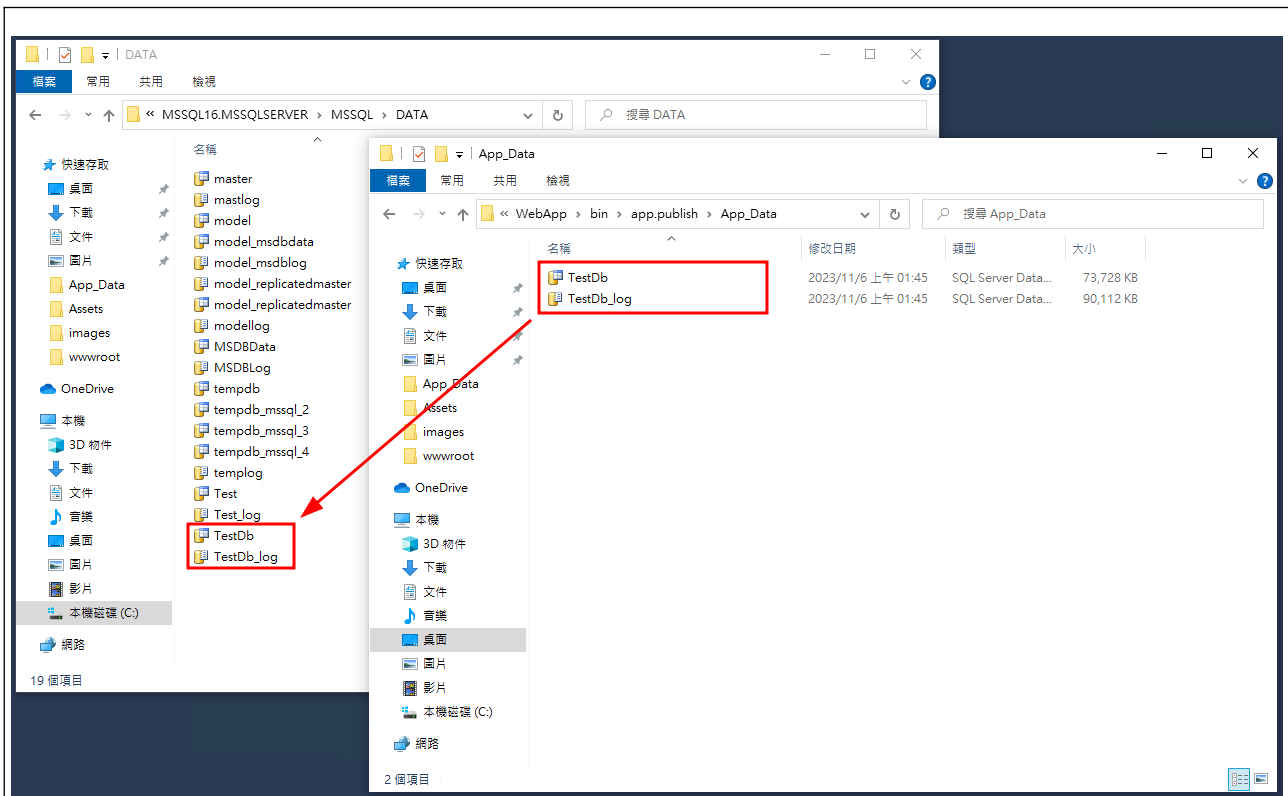 DATA
檔案 常用 共用 檢視
« MSSQL16.MSSQLSERVER › MSSQL › DATA
搜尋 DATA
快速存取
桌面
下載
文件
圖片
App_Data
Assets
images
wwwroot
OneDrive
本機
3D 物件
下載
文件
音樂
桌面
圖片
影片
本機磁碟 (C:)
網路
名稱
master
mastlog
model
model_msdbdata
model_msdblog
model_replicatedmaster
model_replicatedmaster
modellog
MSDBData
MSDBLog
tempdb
tempdb_mssql_2
tempdb_mssql_3
tempdb_mssql_4
templog
Test
Test_log
TestDb
TestDb_log
19 個項目
App_Data
檔案 常用 共用 檢視
« WebApp › bin › app.publish › App_Data
搜尋 App_Data
快速存取
桌面
下載
文件
圖片
App_Data
Assets
images
wwwroot
OneDrive
本機
3D 物件
下載
文件
音樂
桌面
圖片
影片
本機磁碟 (C:)
網路
名稱 修改日期 類型 大小
TestDb 2023/11/6 上午 01:45 SQL Server Data... 73,728 KB
TestDb_log 2023/11/6 上午 01:45 SQL Server Data... 90,112 KB
2 個項目